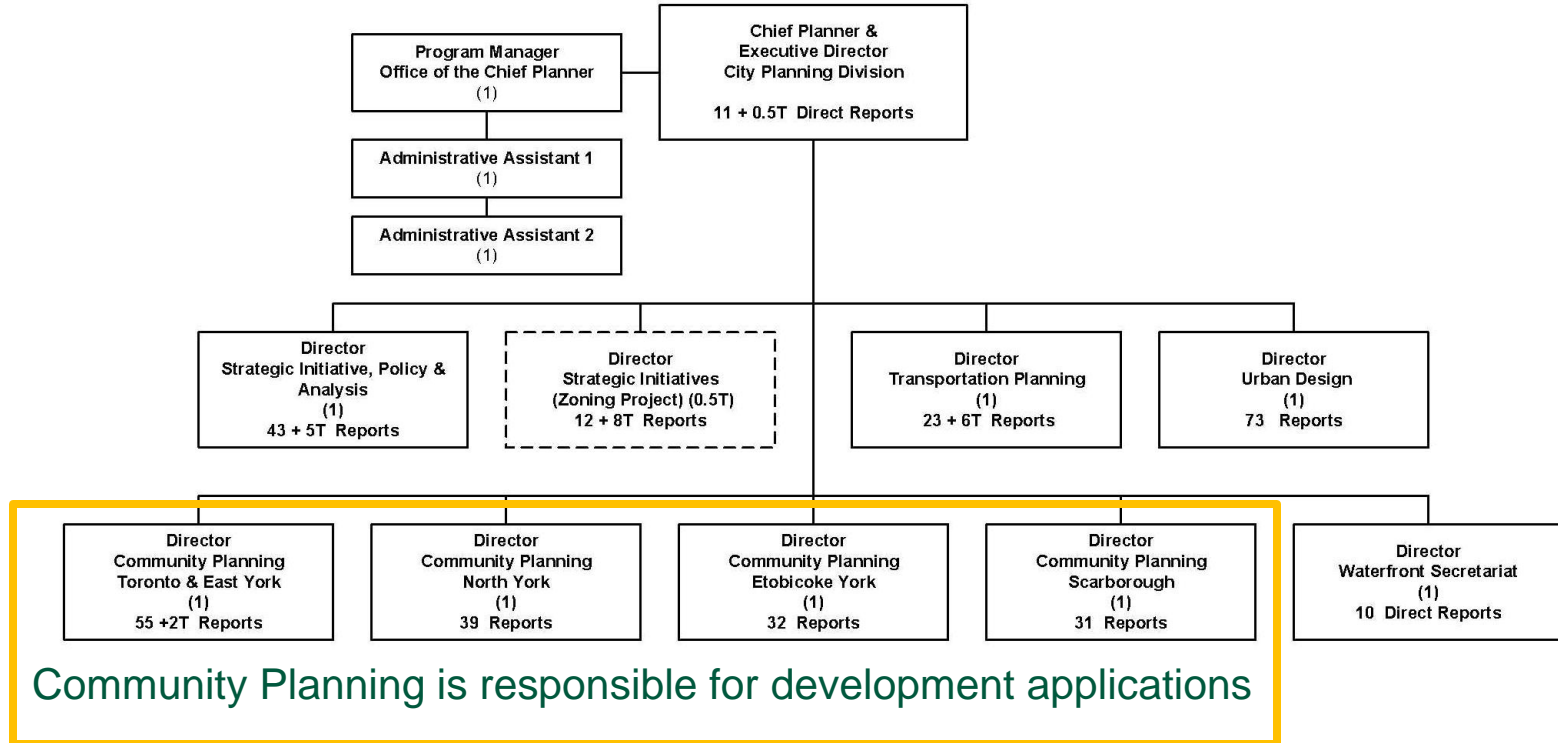 Chief Planner &
Executive Director
City Planning Division
11 + 0.5T Direct Reports
Program Manager
Office of the Chief Planner
(1)
Administrative Assistant 1
(1)
Administrative Assistant 2
(1)
Director
Strategic Initiative, Policy &
Analysis
(1)
43 + 5T Reports
Director
Strategic Initiatives
(Zoning Project) (0.5T)
12 + 8T Reports
Director
Transportation Planning
(1)
23 + 6T Reports
Director
Urban Design
(1)
73 Reports
Director
Community Planning
Toronto & East York
(1)
55 +2T Reports
Director
Community Planning
North York
(1)
39 Reports
Director
Community Planning
Etobicoke York
(1)
32 Reports
Director
Community Planning
Scarborough
(1)
31 Reports
Director
Waterfront Secretariat
(1)
10 Direct Reports
Community Planning is responsible for development applications